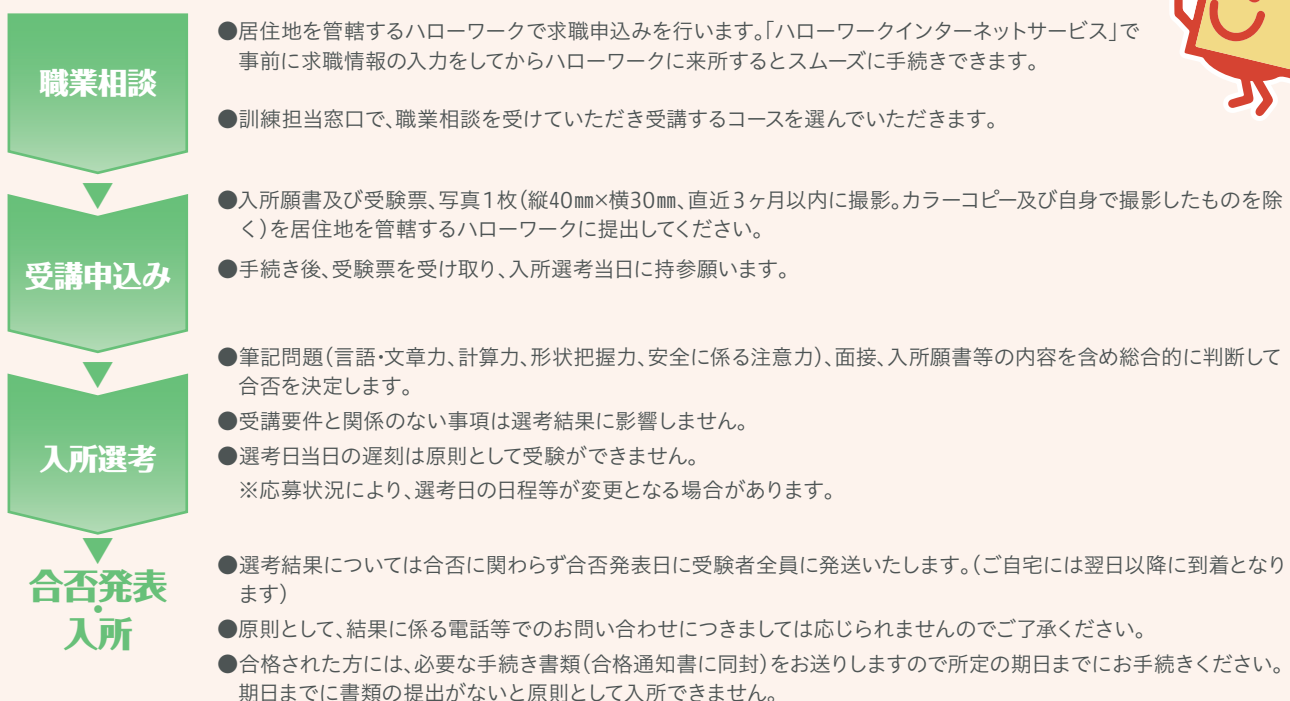 職業相談
●居住地を管轄するハローワークで求職申込みを行います。「ハローワークインターネットサービス」で
事前に求職情報の入力をしてからハローワークに来所するとスムーズに手続きできます。
●訓練担当窓口で、職業相談を受けていただき受講するコースを選んでいただきます。
受講申込み
●入所願書及び受験票、写真1枚(縦40㎜×横30㎜、直近3ヶ月以内に撮影。カラーコピー及び自身で撮影したものを除
く)を居住地を管轄するハローワークに提出してください。
●手続き後、受験票を受け取り、入所選考当日に持参願います。
入所選考
●筆記問題(言語・文章力、計算力、形状把握力、安全に係る注意力)、面接、入所願書等の内容を含め総合的に判断して
合否を決定します。
●受講要件と関係のない事項は選考結果に影響しません。
●選考日当日の遅刻は原則として受験ができません。
※応募状況により、選考日の日程等が変更となる場合があります。
合否発表
・
入所
●選考結果については合否に関わらず合否発表日に受験者全員に発送いたします。(ご自宅には翌日以降に到着となり
ます)
●原則として、結果に係る電話等でのお問い合わせにつきましては応じられませんのでご了承ください。
●合格された方には、必要な手続き書類(合格通知書に同封)をお送りしますので所定の期日までにお手続きください。
期日までに書類の提出がないと原則として入所できません。